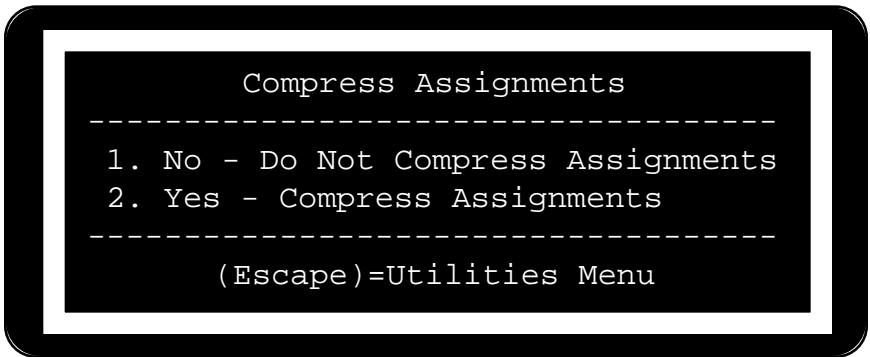 Compress Assignments
------------------------------------
1. No - Do Not Compress Assignments
2. Yes - Compress Assignments
------------------------------------
(Escape)=Utilities Menu